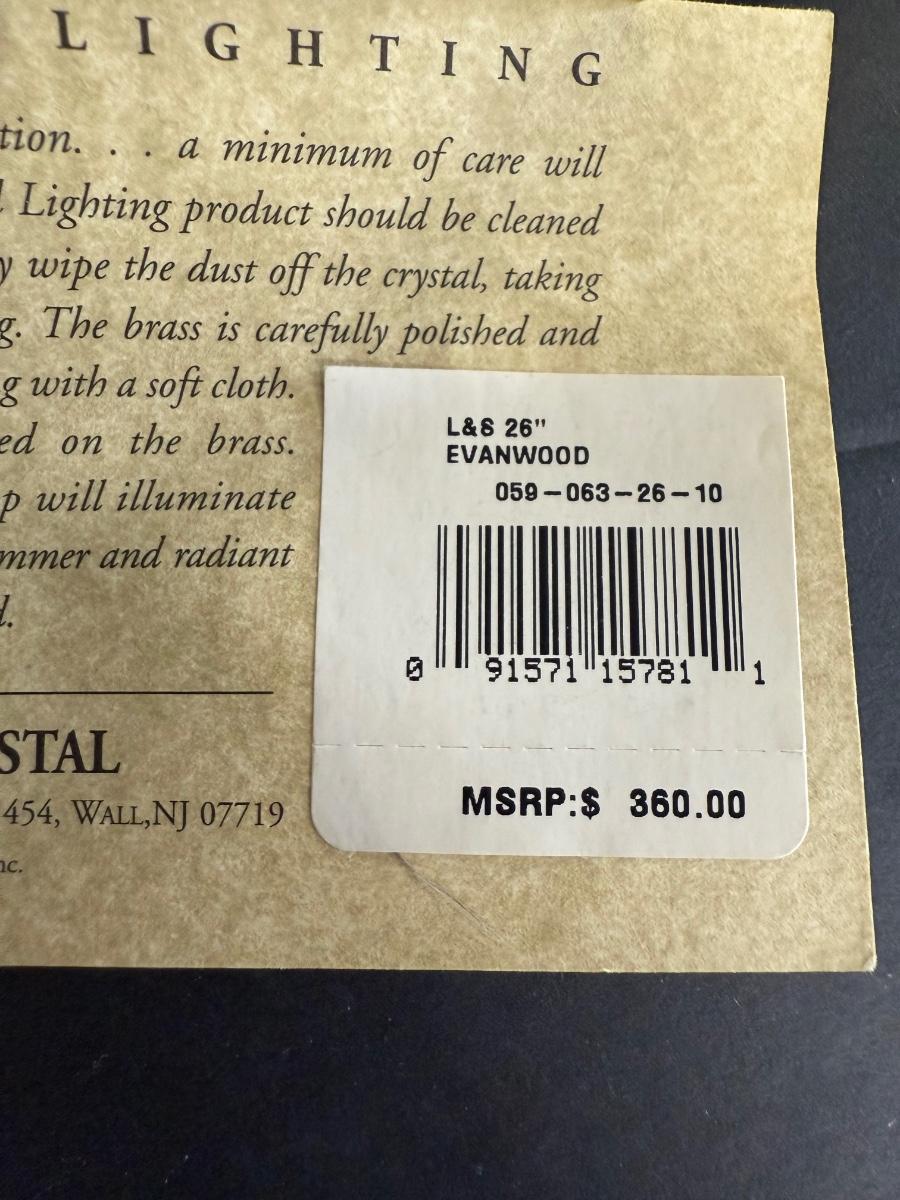 LIGHTING
tion. . . a minimum of care will
Lighting product should be cleaned
y wipe the dust off the crystal, taking
g. The brass is carefully polished and
g with a soft cloth.
ed on the brass.
p will illuminate
mmer and radiant
d.
STAL
454, WALL,NJ 07719
nc.
L&S 26"
EVANWOOD
059-063-26-10
0 91571 15781 1
MSRP:$ 360.00